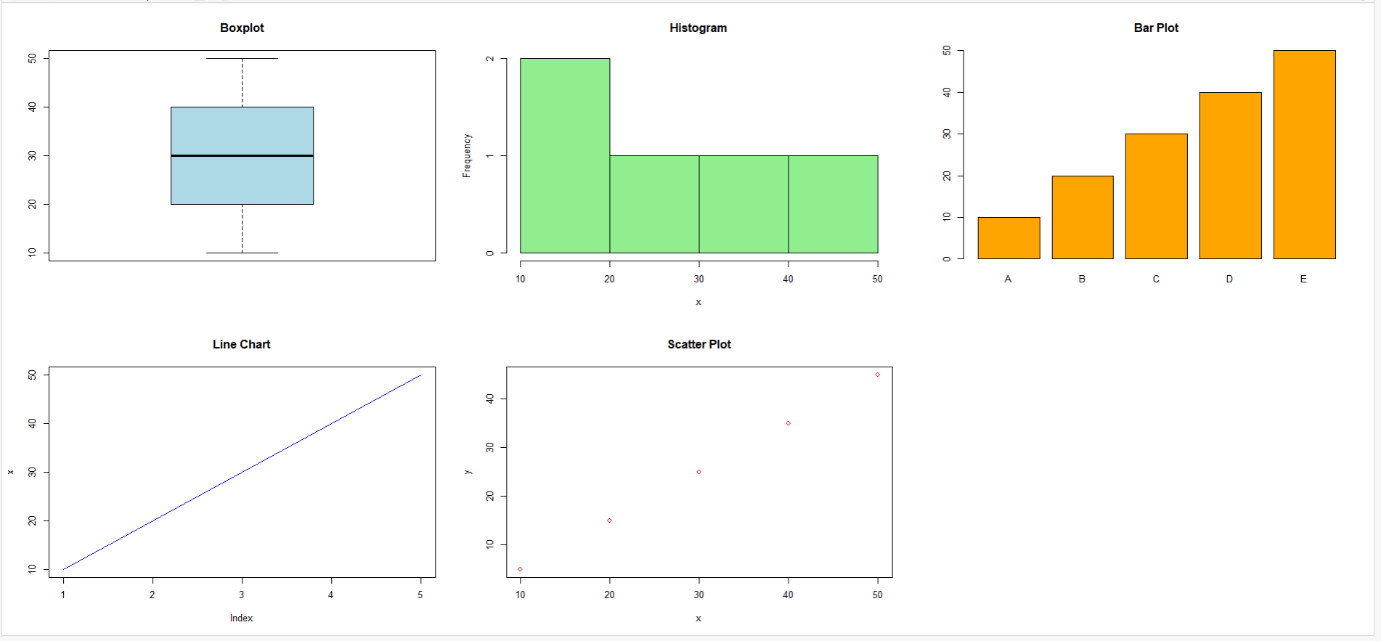 Boxplot
50
40
30
20
10
Histogram
Frequency
2
1
0
10 20 30 40 50
x
Bar Plot
50
40
30
20
10
0
A B C D E
Line Chart
x
50
40
30
20
10
1 2 3 4 5
Index
Scatter Plot
y
40
30
20
10
10 20 30 40 50
x